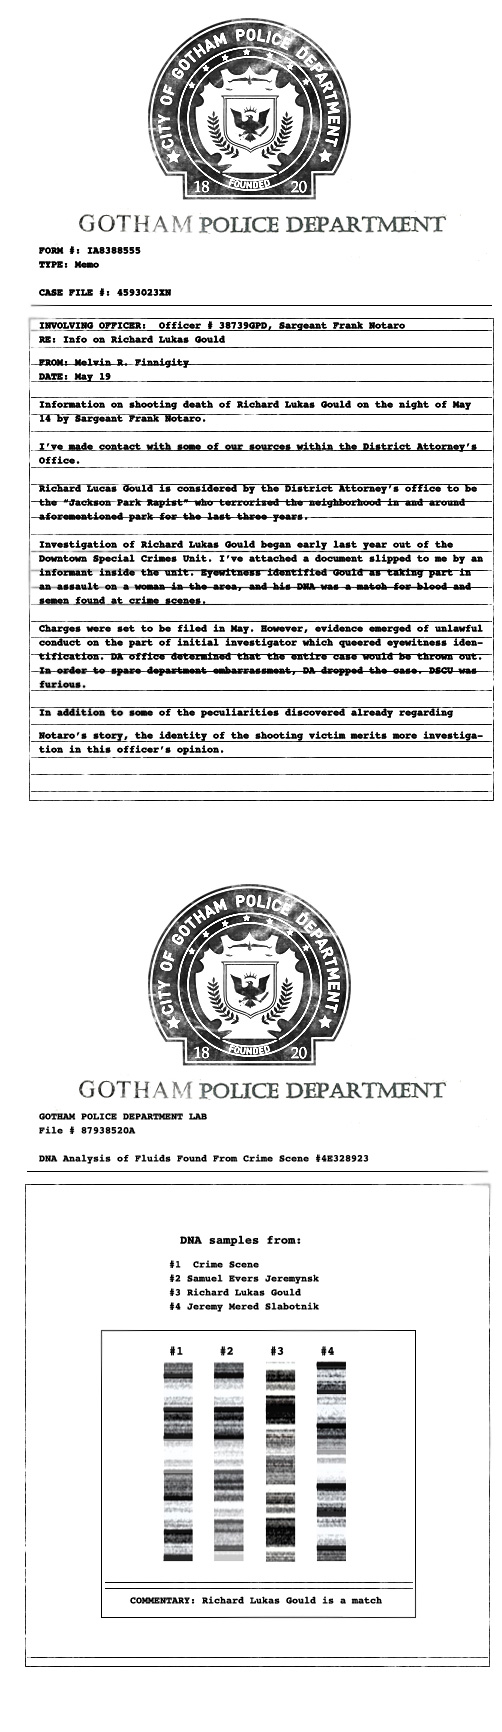 CITY OF GOTHAM POLICE DEPARTMENT
18 FOUNDED 20
GOTHAM POLICE DEPARTMENT
FORM #: IA8388555
TYPE: Memo
CASE FILE #: 4593023XN
INVOLVING OFFICER: Officer # 38739GPD, Sargeant Frank Notaro
RE: Info on Richard Lukas Gould
FROM: Melvin R. Finnigity
DATE: May 19
Information on shooting death of Richard Lukas Gould on the night of May
14 by Sargeant Frank Notaro.
I've made contact with some of our sources within the District Attorney's
Office.
Richard Lucas Gould is considered by the District Attorney's office to be
the "Jackson Park Rapist" who terrorised the neighborhood in and around
aforementioned park for the last three years.
Investigation of Richard Lukas Gould began early last year out of the
Downtown Special Crimes Unit. I've attached a document slipped to me by an
informant inside the unit. Eyewitness identified Gould as taking part in
an assault on a woman in the area, and his DNA was a match for blood and
semen found at crime scenes.
Charges were set to be filed in May. However, evidence emerged of unlawful
conduct on the part of initial investigator which queered eyewitness iden-
tification. DA office determined that the entire case would be thrown out.
In order to spare department embarrassment, DA dropped the case. DSCU was
furious.
In addition to some of the peculiarities discovered already regarding
Notaro's story, the identity of the shooting victim merits more investiga-
tion in this officer's opinion.
CITY OF GOTHAM POLICE DEPARTMENT
18 FOUNDED 20
GOTHAM POLICE DEPARTMENT
GOTHAM POLICE DEPARTMENT LAB
File # 87938520A
DNA Analysis of Fluids Found From Crime Scene #4E328923
DNA samples from:
#1 Crime Scene
#2 Samuel Evers Jeremynsk
#3 Richard Lukas Gould
#4 Jeremy Mered Slabotnik
#1 #2 #3 #4
COMMENTARY: Richard Lukas Gould is a match